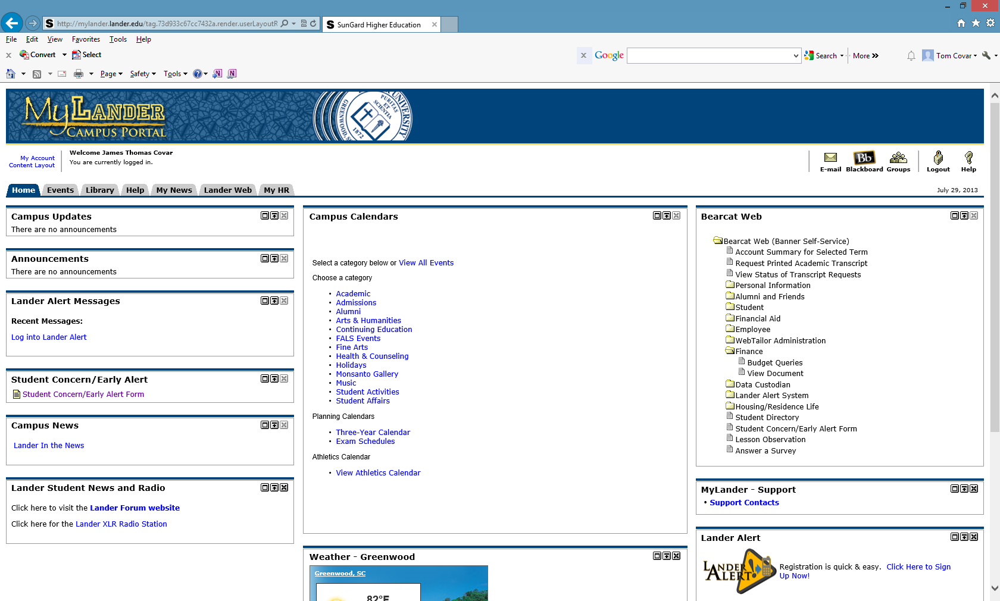 http://mylander.lander.edu/tag.73d933c67cc7432a.render.userLayoutR
SunGard Higher Education
File Edit View Favorites Tools Help
Convert Select
Google Search More » Tom Covar
Page Safety Tools
MyLander
Campus Portal
UNIVERSITY
PURITAS ET SCIENTIA
GREENWOOD, S.
1872
My Account
Content Layout
Welcome James Thomas Covar
You are currently logged in.
E-mail Bb Blackboard Groups Logout Help
Home Events Library Help My News Lander Web My HR
July 29, 2013
Campus Updates
There are no announcements
Announcements
There are no announcements
Lander Alert Messages
Recent Messages:
Log into Lander Alert
Student Concern/Early Alert
Student Concern/Early Alert Form
Campus News
Lander In the News
Lander Student News and Radio
Click here to visit the Lander Forum website
Click here for the Lander XLR Radio Station
Campus Calendars
Select a category below or View All Events
Choose a category
• Academic
• Admissions
• Alumni
• Arts & Humanities
• Continuing Education
• FALS Events
• Fine Arts
• Health & Counseling
• Holidays
• Monsanto Gallery
• Music
• Student Activities
• Student Affairs
Planning Calendars
• Three-Year Calendar
• Exam Schedules
Athletics Calendar
• View Athletics Calendar
Weather - Greenwood
Greenwood, SC
82°F
Bearcat Web
Bearcat Web (Banner Self-Service)
Account Summary for Selected Term
Request Printed Academic Transcript
View Status of Transcript Requests
Personal Information
Alumni and Friends
Student
Financial Aid
Employee
WebTailor Administration
Finance
Budget Queries
View Document
Data Custodian
Lander Alert System
Housing/Residence Life
Student Directory
Student Concern/Early Alert Form
Lesson Observation
Answer a Survey
MyLander - Support
• Support Contacts
Lander Alert
LANDER
ALERT
Registration is quick & easy. Click Here to Sign
Up Now!